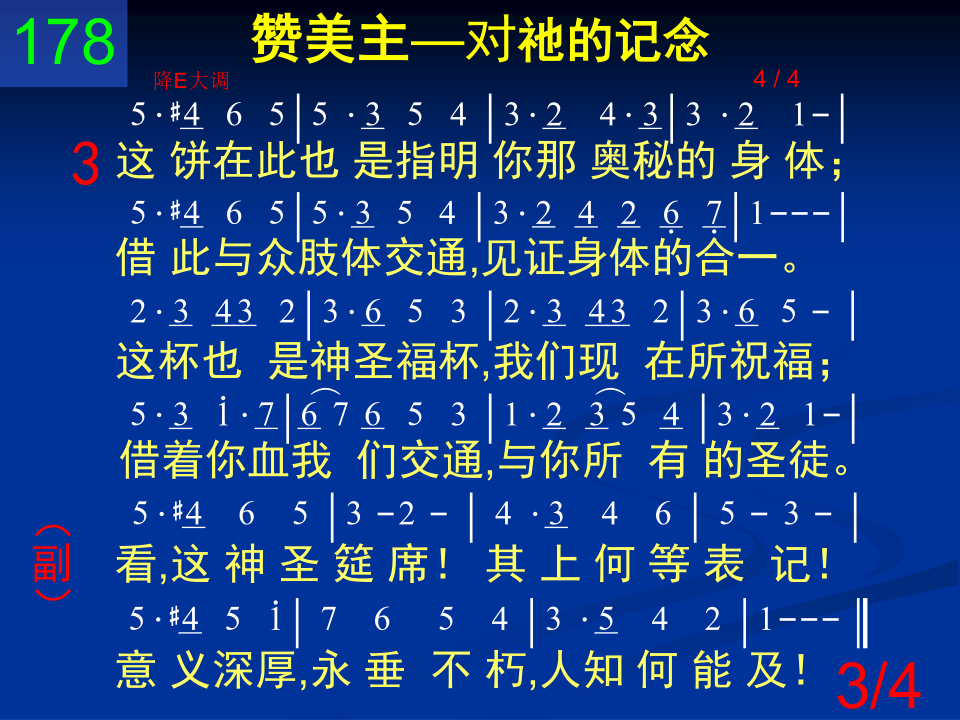 178
赞美主—对祂的记念
降E大调
4 / 4
5 · #4 6 5 | 5 · 3 5 4 | 3 · 2 4 · 3 | 3 · 2 1 - |
3
这 饼在此也 是指明 你那 奥秘的 身 体；
5 · #4 6 5 | 5 · 3 5 4 | 3 · 2 4 2 6̣ 7̣ | 1 - - - |
借 此与众肢体交通,见证身体的合一。
2 · 3 43 2 | 3 · 6 5 3 | 2 · 3 43 2 | 3 · 6 5 - |
这杯也 是神圣福杯,我们现 在所祝福；
5 · 3 i · 7 | 6 7 6 5 3 | 1 · 2 3 5 4 | 3 · 2 1 - |
借着你血我 们交通,与你所 有 的圣徒。
5 · #4 6 5 | 3 - 2 - | 4 · 3 4 6 | 5 - 3 - |
（副）
看,这 神 圣 筵 席！ 其 上 何 等 表 记！
5 · #4 5 i | 7 6 5 4 | 3 · 5 4 2 | 1 - - - ‖
意 义深厚,永 垂 不 朽,人知 何 能 及！
3/4